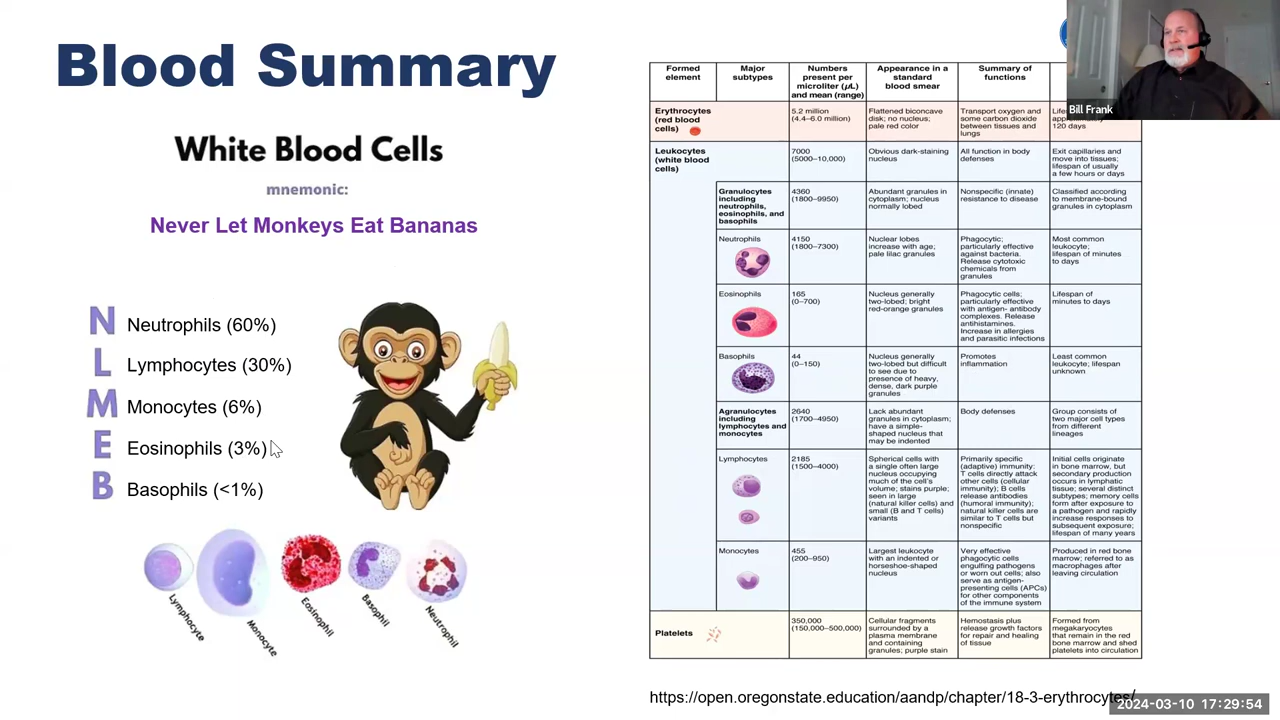 Blood Summary
White Blood Cells
mnemonic:
Never Let Monkeys Eat Bananas
N Neutrophils (60%)
L Lymphocytes (30%)
M Monocytes (6%)
E Eosinophils (3%)
B Basophils (<1%)
Lymphocyte
Monocyte
Eosinophil
Basophil
Neutrophil
Formed
element
Major
subtypes
Numbers
present per
microliter (µL)
and mean (range)
Appearance in a
standard
blood smear
Summary of
functions
Erythrocytes
(red blood
cells)
5.2 million
(4.4–6.0 million)
Flattened biconcave
disk; no nucleus;
pale red color
Transport oxygen and
some carbon dioxide
between tissues and
lungs
120 days
Leukocytes
(white blood
cells)
7000
(5000–10,000)
Obvious dark-staining
nucleus
All function in body
defenses
Exit capillaries and
move into tissues;
lifespan of usually
a few hours or days
Granulocytes
including
neutrophils,
eosinophils, and
basophils
4360
(1800–9950)
Abundant granules in
cytoplasm; nucleus
normally lobed
Nonspecific (innate)
resistance to disease
Classified according
to membrane-bound
granules in cytoplasm
Neutrophils
4150
(1800–7300)
Nuclear lobes
increase with age;
pale lilac granules
Phagocytic;
particularly effective
against bacteria.
Release cytotoxic
chemicals from
granules
Most common
leukocyte;
lifespan of minutes
to days
Eosinophils
165
(0–700)
Nucleus generally
two-lobed; bright
red-orange granules
Phagocytic cells;
particularly effective
with antigen- antibody
complexes. Release
antihistamines.
Increase in allergies
and parasitic infections
Lifespan of
minutes to days
Basophils
44
(0–150)
Nucleus generally
two-lobed but difficult
to see due to
presence of heavy,
dense, dark purple
granules
Promotes
inflammation
Least common
leukocyte; lifespan
unknown
Agranulocytes
including
lymphocytes and
monocytes
2640
(1700–4950)
Lack abundant
granules in cytoplasm;
have a simple-
shaped nucleus that
may be indented
Body defenses
Group consists of
two major cell types
from different
lineages
Lymphocytes
2185
(1500–4000)
Spherical cells with
a single often large
nucleus occupying
much of the cell's
volume; stains purple;
seen in large
(natural killer cells) and
small (B and T cells)
variants
Primarily specific
(adaptive) immunity:
T cells directly attack
other cells (cellular
immunity); B cells
release antibodies
(humoral immunity);
natural killer cells are
similar to T cells but
nonspecific
Initial cells originate
in bone marrow, but
secondary production
occurs in lymphatic
tissue; several distinct
subtypes; memory cells
form after exposure to
a pathogen and rapidly
increase responses to
subsequent exposure;
lifespan of many years
Monocytes
455
(200–950)
Largest leukocyte
with an indented or
horseshoe-shaped
nucleus
Very effective
phagocytic cells
engulfing pathogens
or worn out cells; also
serve as antigen-
presenting cells (APCs)
for other components
of the immune system
Produced in red bone
marrow; referred to as
macrophages after
leaving circulation
Platelets
350,000
(150,000–500,000)
Cellular fragments
surrounded by a
plasma membrane
and containing
granules; purple stain
Hemostasis plus
release growth factors
for repair and healing
of tissue
Formed from
megakaryocytes
that remain in the red
bone marrow and shed
platelets into circulation
https://open.oregonstate.education/aandp/chapter/18-3-erythrocytes/
Bill Frank
2024-03-10 17:29:54